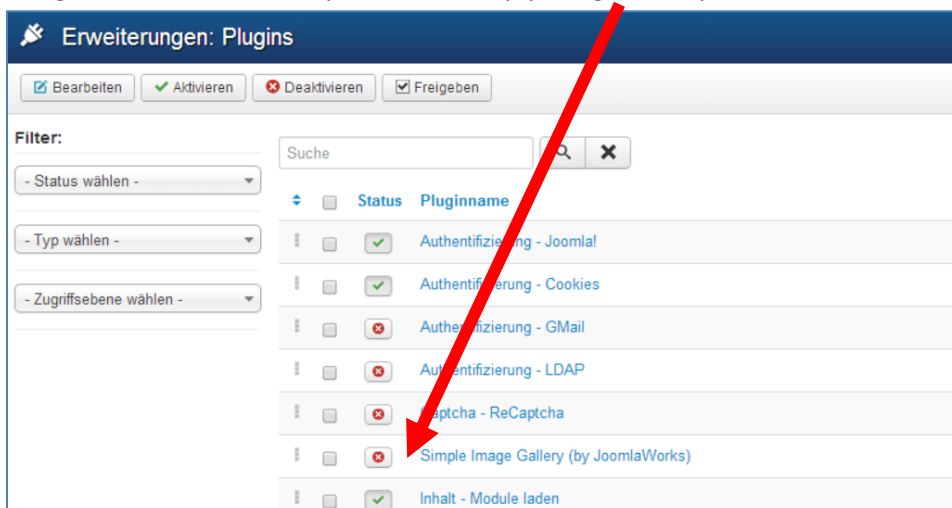 Erweiterungen: Plugins
Bearbeiten Aktivieren Deaktivieren Freigeben
Filter:
Suche
- Status wählen -
Status Pluginname
- Typ wählen -
Authentifizierung - Joomla!
Authentifizierung - Cookies
- Zugriffsebene wählen -
Authentifizierung - GMail
Authentifizierung - LDAP
Captcha - ReCaptcha
Simple Image Gallery (by JoomlaWorks)
Inhalt - Module laden